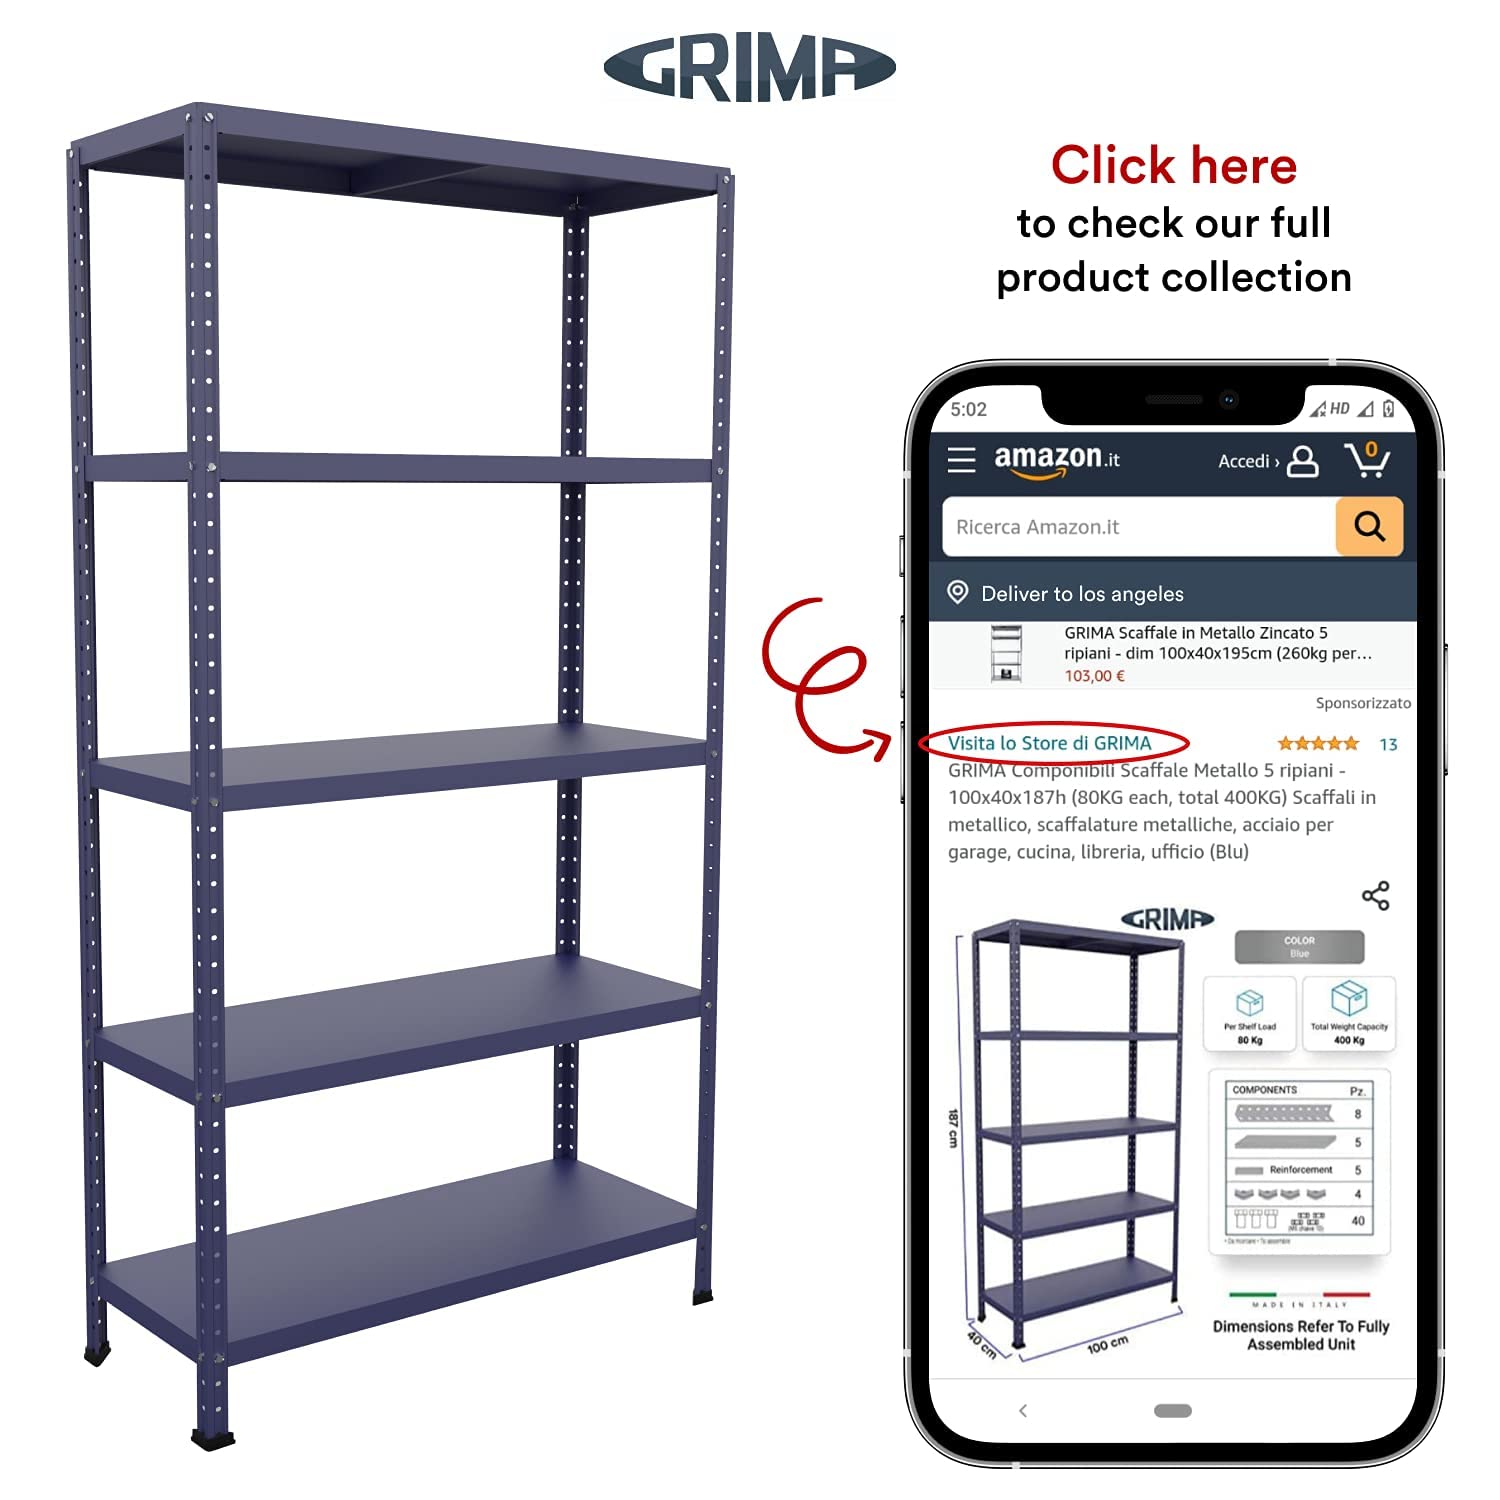 GRIMA
Click here
to check our full
product collection
5:02
HD
amazon.it
Accedi ›
0
Ricerca Amazon.it
Deliver to los angeles
GRIMA Scaffale in Metallo Zincato 5
ripiani - dim 100x40x195cm (260kg per...
103,00 €
Sponsorizzato
Visita lo Store di GRIMA
13
GRIMA Componibili Scaffale Metallo 5 ripiani -
100x40x187h (80KG each, total 400KG) Scaffali in
metallico, scaffalature metalliche, acciaio per
garage, cucina, libreria, ufficio (Blu)
GRIMA
COLOR
Blue
Per Shelf Load
80 Kg
Total Weight Capacity
400 Kg
COMPONENTS Pz.
8
5
Reinforcement 5
4
40
187 cm
40 cm
100 cm
MADE IN ITALY
Dimensions Refer To Fully
Assembled Unit